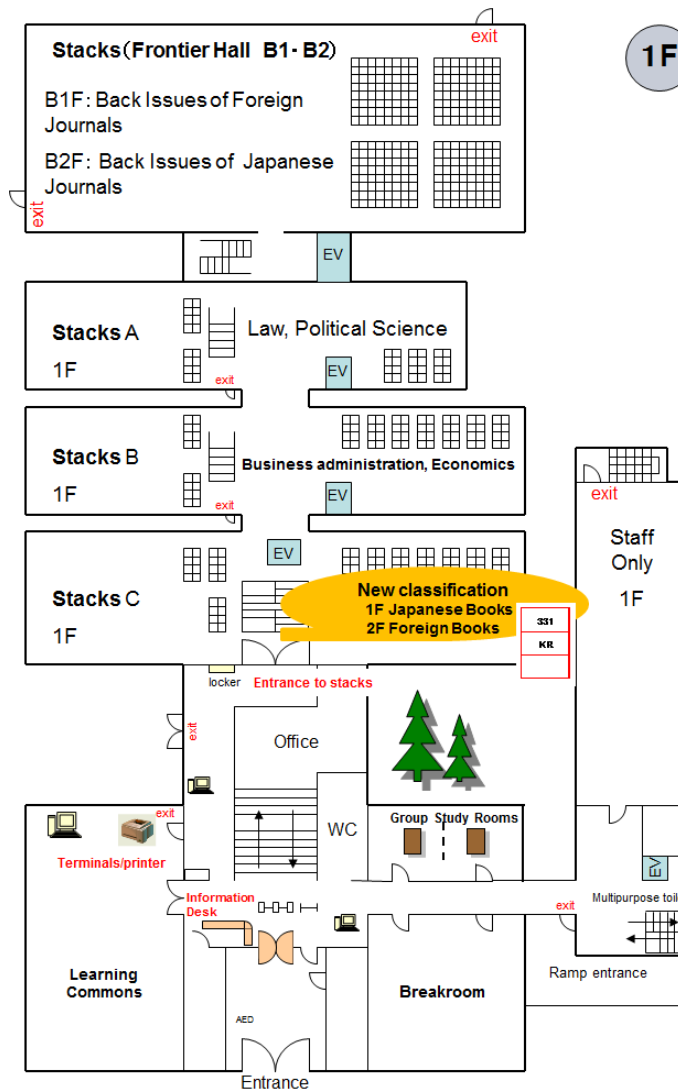 exit
1F
Stacks(Frontier Hall B1- B2)
B1F: Back Issues of Foreign
Journals
B2F: Back Issues of Japanese
Journals
exit
EV
Stacks A
Law, Political Science
1F
EV
exit
Stacks B
Business administration, Economics
1F
EV
exit
exit
Staff
Only
1F
EV
Stacks C
1F
New classification
1F Japanese Books
2F Foreign Books
331
KR
locker
Entrance to stacks
exit
Office
WC
exit
Terminals/printer
Group Study Rooms
EV
Information
Desk
exit
Multipurpose toil
Learning
Commons
Breakroom
Ramp entrance
AED
Entrance